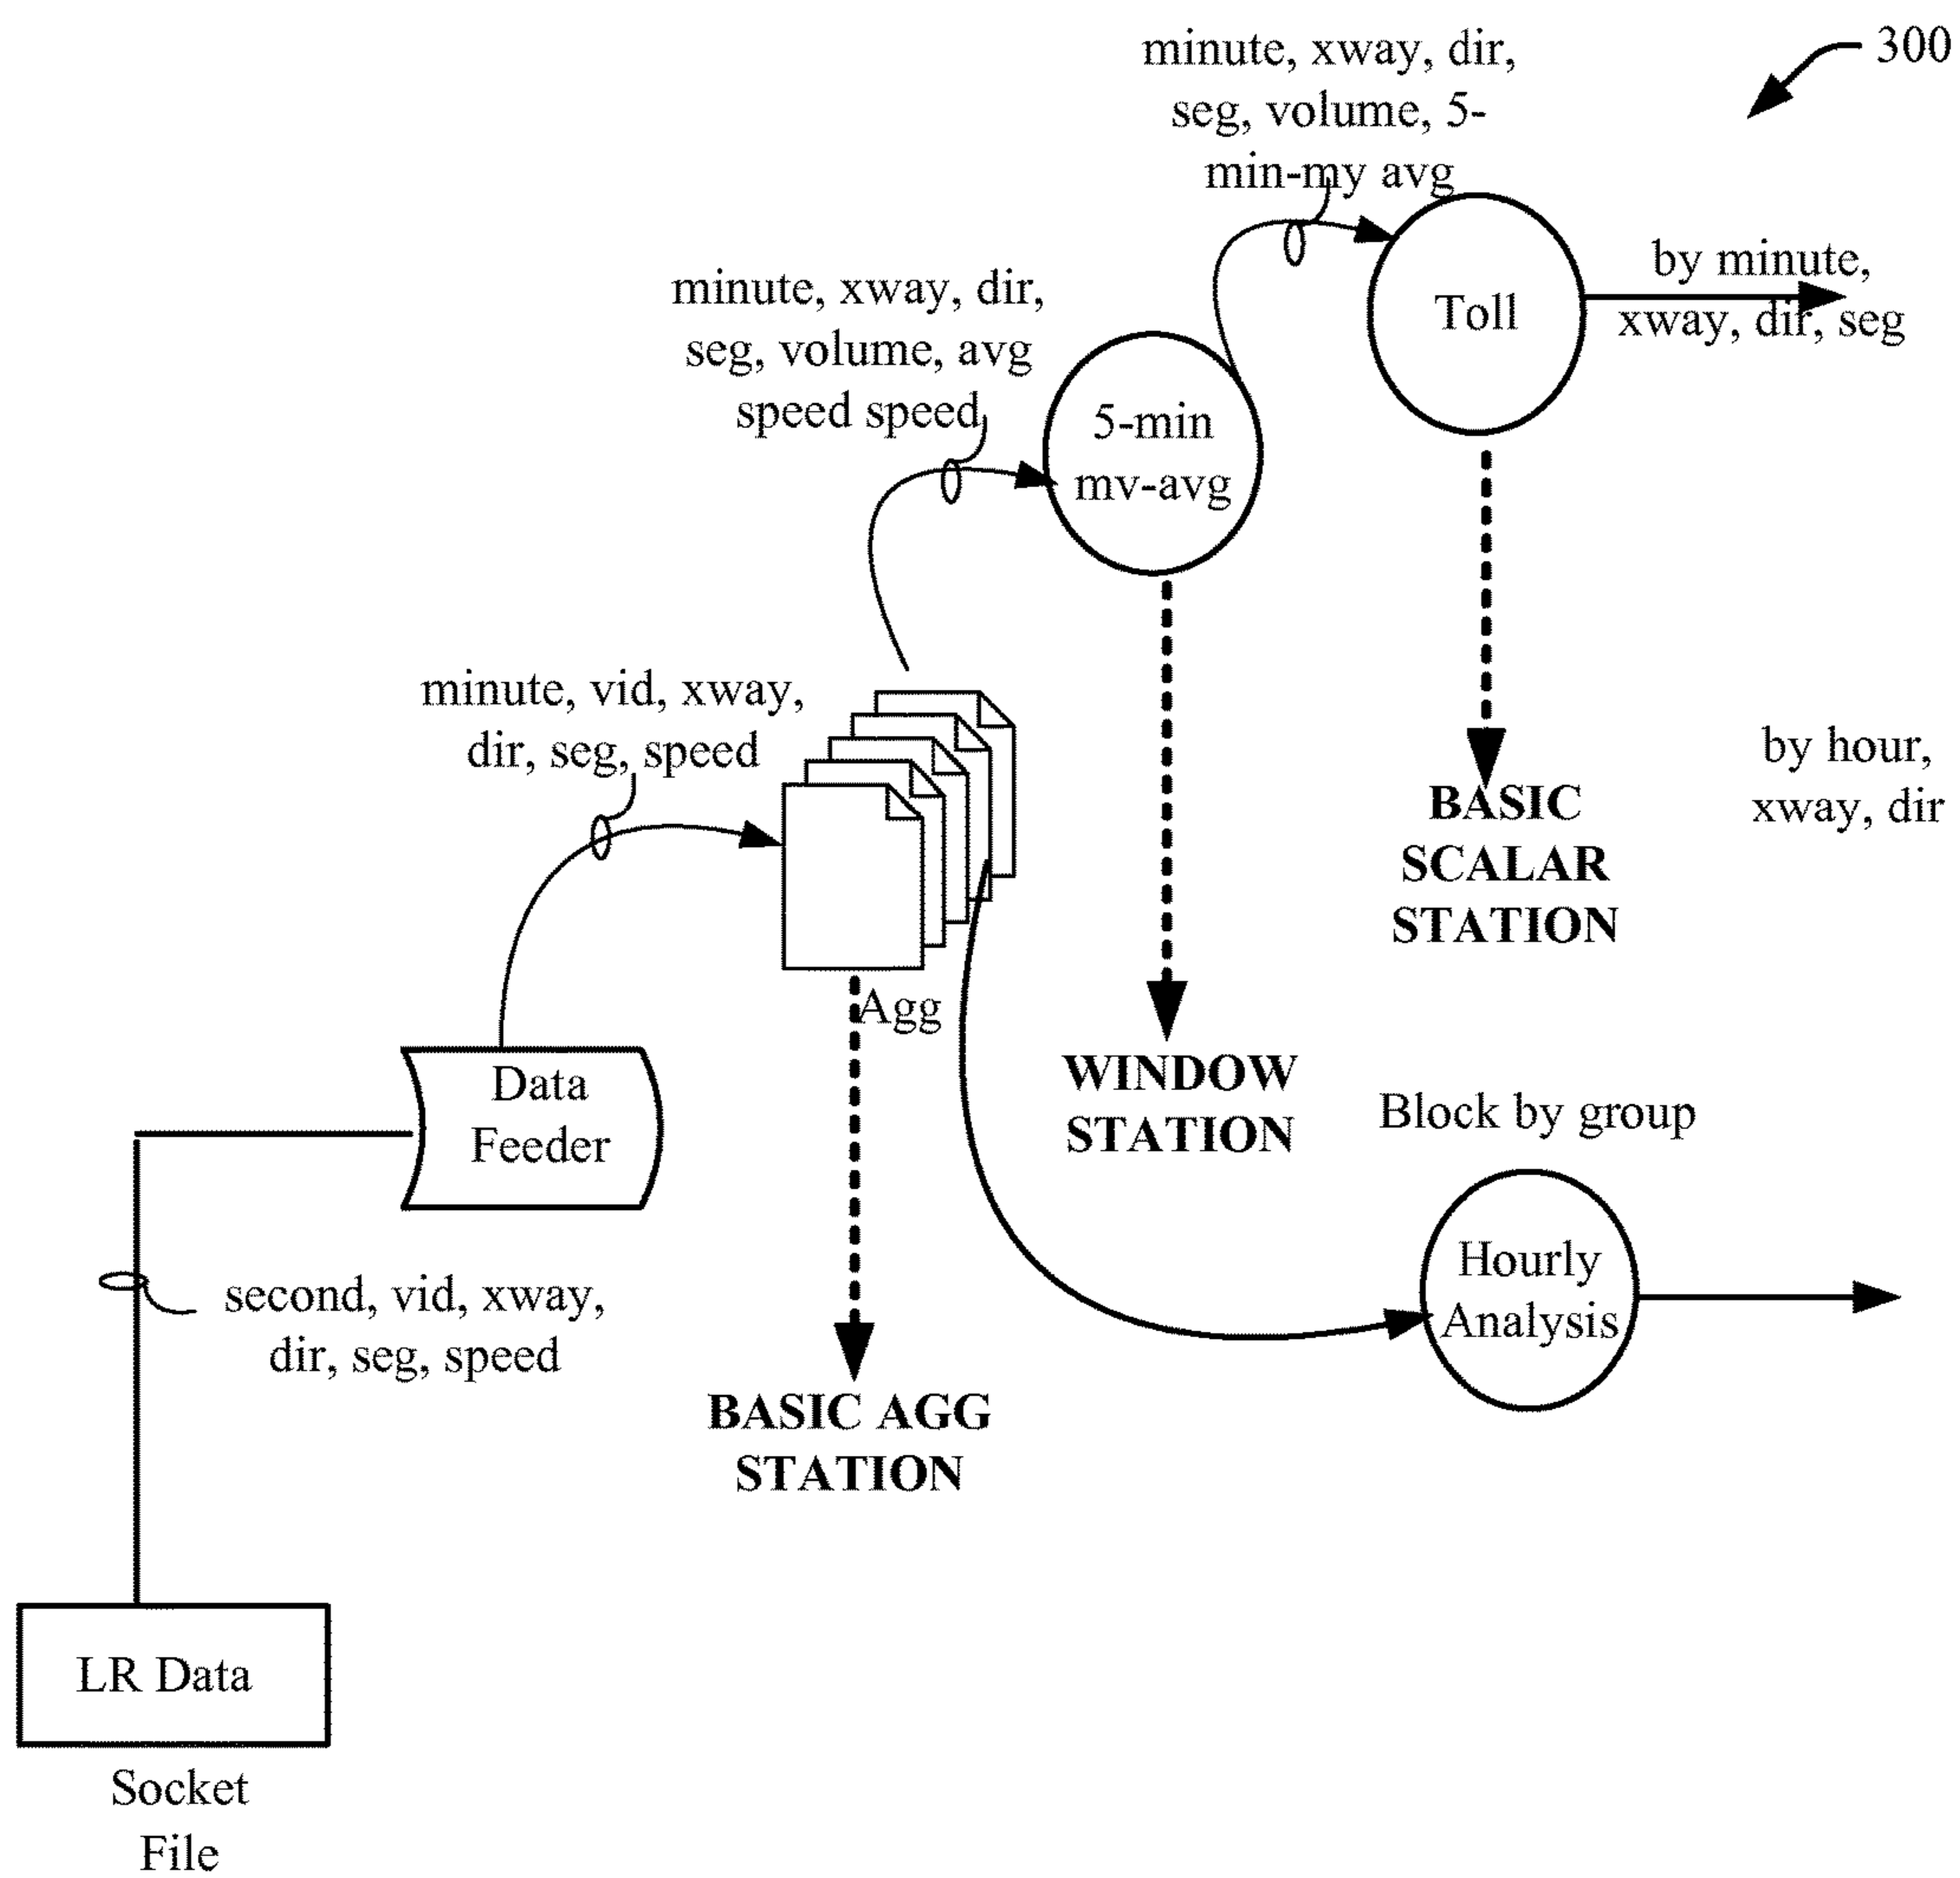 300
minute, xway, dir,
seg, volume, 5-
min-my avg
Toll
by minute,
xway, dir, seg
minute, xway, dir,
seg, volume, avg
speed speed
5-min
mv-avg
minute, vid, xway,
dir, seg, speed
by hour,
xway, dir
BASIC
SCALAR
STATION
Agg
WINDOW
STATION
Data
Feeder
Block by group
Hourly
Analysis
second, vid, xway,
dir, seg, speed
BASIC AGG
STATION
LR Data
Socket
File